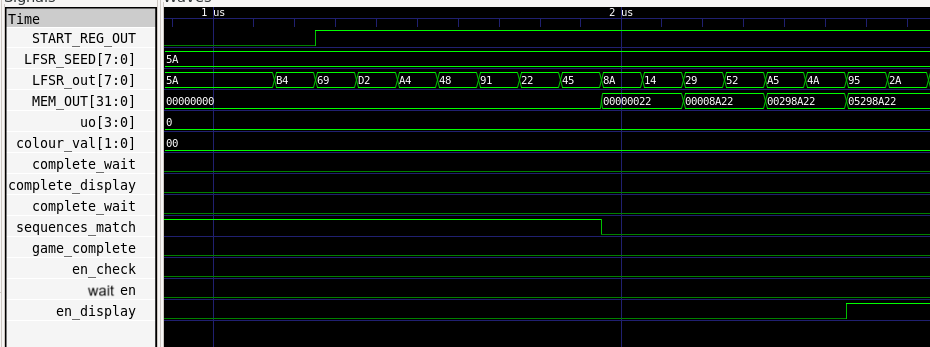 Signals Waves
Time 1 us 2 us
START_REG_OUT
LFSR_SEED[7:0] 5A
LFSR_out[7:0] 5A B4 69 D2 A4 48 91 22 45 8A 14 29 52 A5 4A 95 2A
MEM_OUT[31:0] 00000000 00000022 00008A22 00298A22 05298A22
uo[3:0] 0
colour_val[1:0] 00
complete_wait
complete_display
complete_wait
sequences_match
game_complete
en_check
wait en
en_display